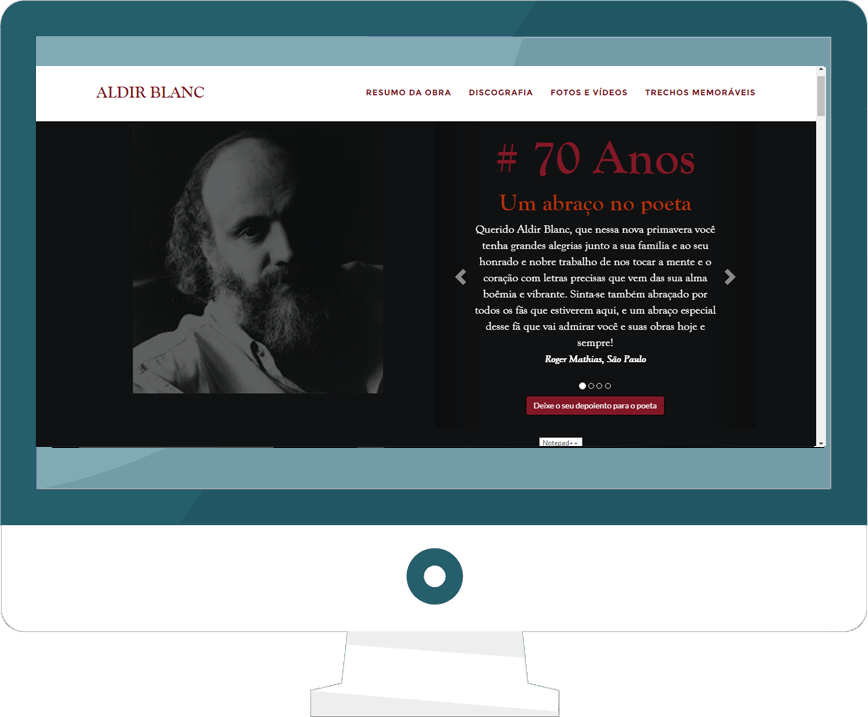 ALDIR BLANC
RESUMO DA OBRA DISCOGRAFIA FOTOS E VÍDEOS TRECHOS MEMORÁVEIS
# 70 Anos
Um abraço no poeta
Querido Aldir Blanc, que nessa nova primavera você
tenha grandes alegrias junto a sua família e ao seu
honrado e nobre trabalho de nos tocar a mente e o
coração com letras precisas que vem das sua alma
boêmia e vibrante. Sinta-se também abraçado por
todos os fãs que estiverem aqui, e um abraço especial
desse fã que vai admirar você e suas obras hoje e
sempre!
Roger Mathias, São Paulo
Deixe o seu depoiento para o poeta
Notepad++